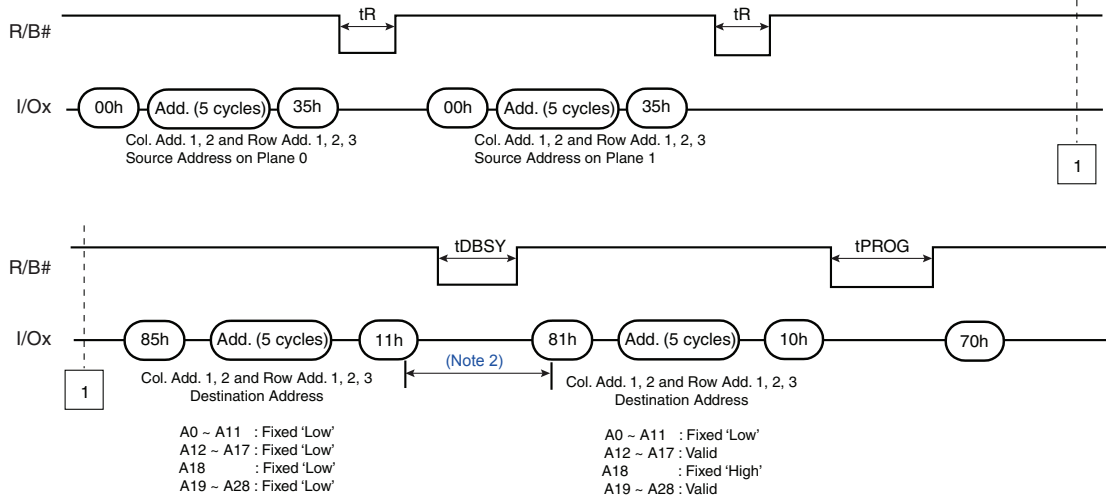 tR tR
R/B#
I/Ox 00h Add. (5 cycles) 35h 00h Add. (5 cycles) 35h
Col. Add. 1, 2 and Row Add. 1, 2, 3
Source Address on Plane 0
Col. Add. 1, 2 and Row Add. 1, 2, 3
Source Address on Plane 1
1
tDBSY tPROG
R/B#
I/Ox 85h Add. (5 cycles) 11h (Note 2) 81h Add. (5 cycles) 10h 70h
1
Col. Add. 1, 2 and Row Add. 1, 2, 3
Destination Address
A0 ~ A11 : Fixed ‘Low’
A12 ~ A17 : Fixed ‘Low’
A18 : Fixed ‘Low’
A19 ~ A28 : Fixed ‘Low’
Col. Add. 1, 2 and Row Add. 1, 2, 3
Destination Address
A0 ~ A11 : Fixed ‘Low’
A12 ~ A17 : Valid
A18 : Fixed ‘High’
A19 ~ A28 : Valid